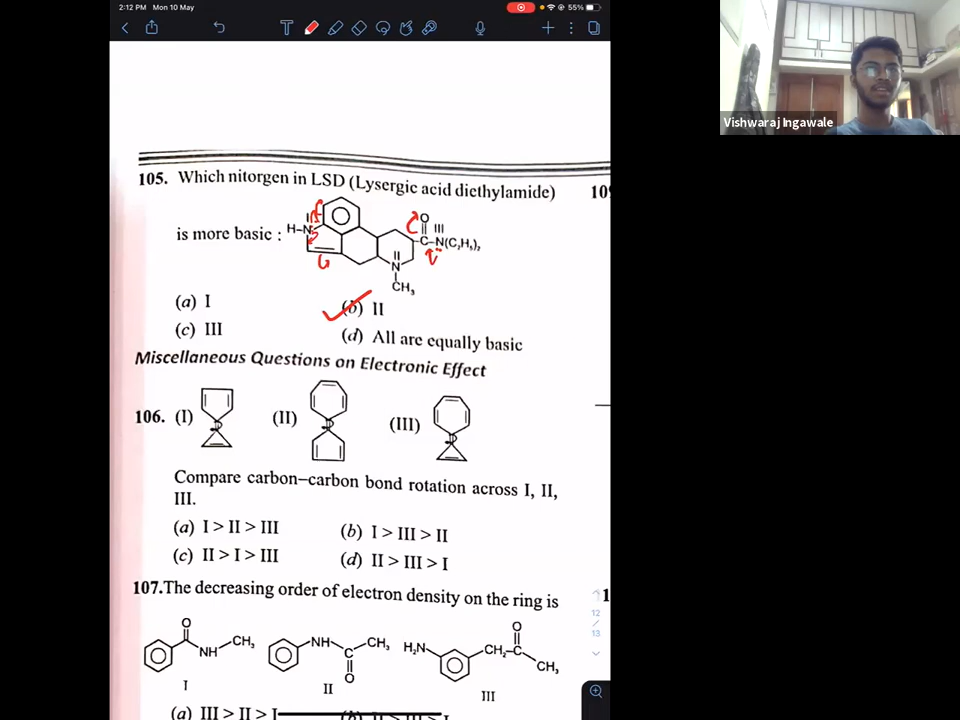 2:12 PM Mon 10 May
55%
Vishwaraj Ingawale
105. Which nitorgen in LSD (Lysergic acid diethylamide)
109
is more basic :
I
H-N
O
III
C-N(C₂H₅)₂
II
N
CH₃
(a) I
(b) II
(c) III
(d) All are equally basic
Miscellaneous Questions on Electronic Effect
106. (I)
(II)
(III)
Compare carbon–carbon bond rotation across I, II,
III.
(a) I > II > III
(b) I > III > II
(c) II > I > III
(d) II > III > I
107.The decreasing order of electron density on the ring is
O
NH
CH₃
I
NH
C
CH₃
O
II
H₂N
CH₂-C
O
CH₃
III
12
/
13
(a) III > II > I